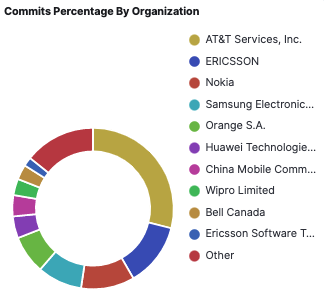 Commits Percentage By Organization
AT&T Services, Inc.
ERICSSON
Nokia
Samsung Electronic...
Orange S.A.
Huawei Technologie...
China Mobile Comm...
Wipro Limited
Bell Canada
Ericsson Software T...
Other